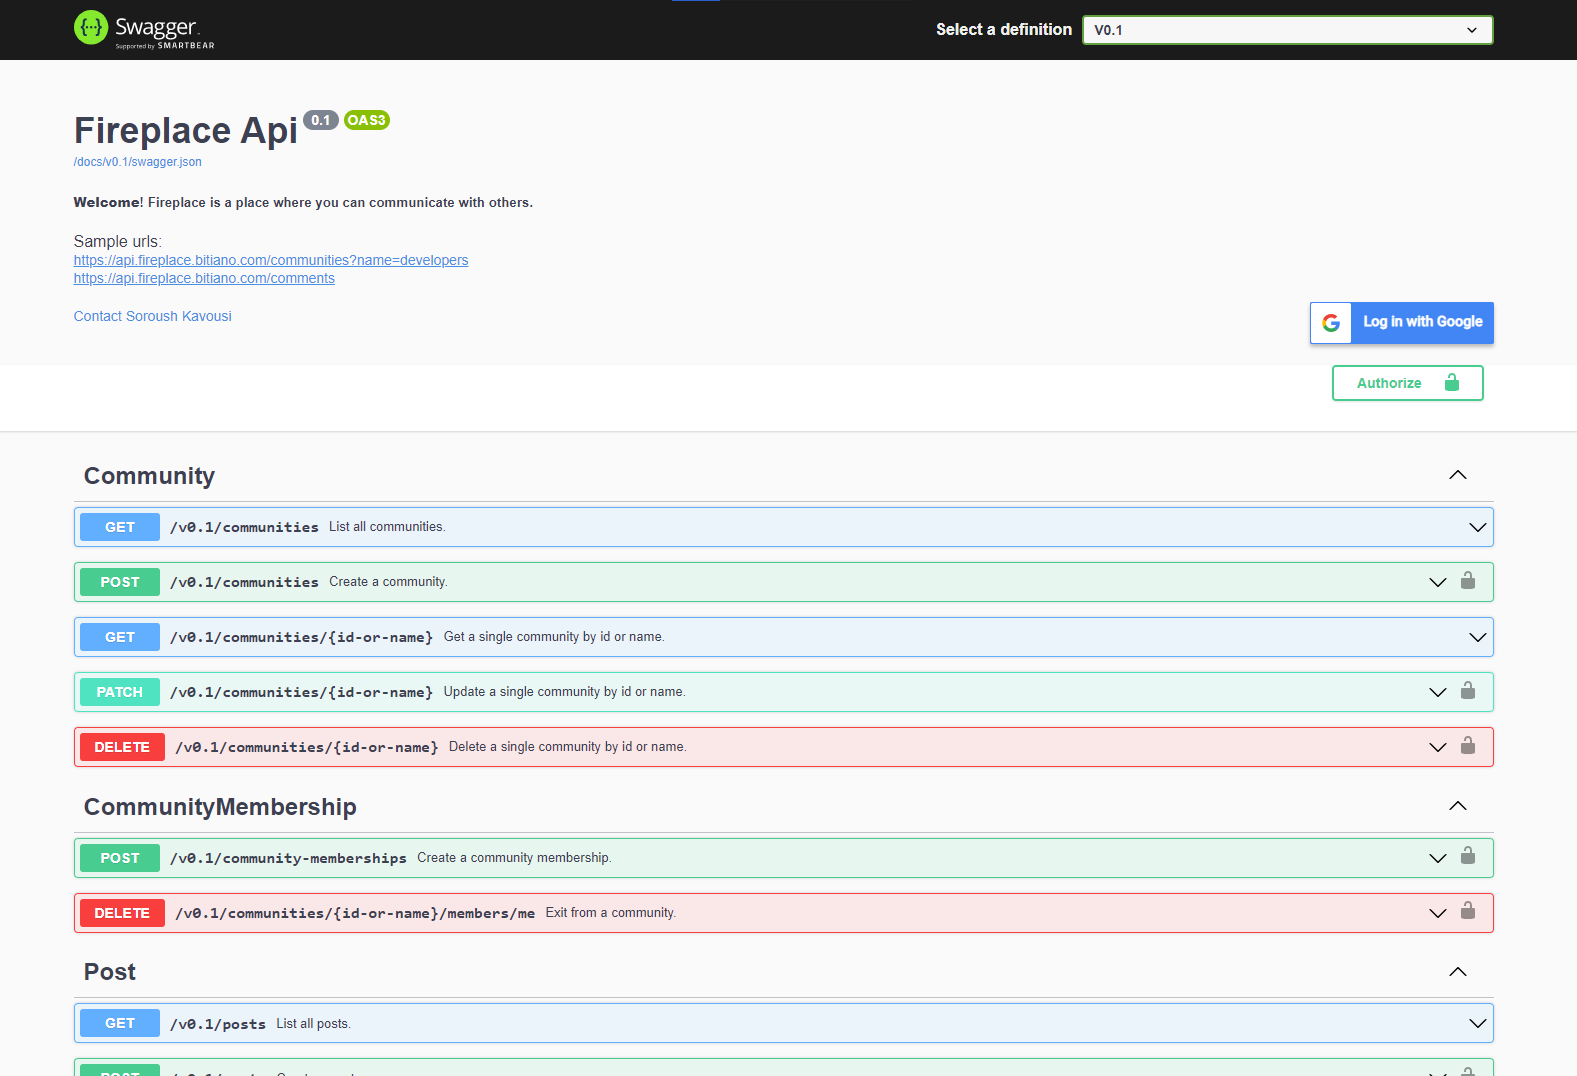 Swagger.
Supported by SMARTBEAR
Select a definition
V0.1
Fireplace Api 0.1 OAS3
/docs/v0.1/swagger.json
Welcome! Fireplace is a place where you can communicate with others.
Sample urls:
https://api.fireplace.bitiano.com/communities?name=developers
https://api.fireplace.bitiano.com/comments
Contact Soroush Kavousi
Log in with Google
Authorize
Community
GET /v0.1/communities List all communities.
POST /v0.1/communities Create a community.
GET /v0.1/communities/{id-or-name} Get a single community by id or name.
PATCH /v0.1/communities/{id-or-name} Update a single community by id or name.
DELETE /v0.1/communities/{id-or-name} Delete a single community by id or name.
CommunityMembership
POST /v0.1/community-memberships Create a community membership.
DELETE /v0.1/communities/{id-or-name}/members/me Exit from a community.
Post
GET /v0.1/posts List all posts.
POST